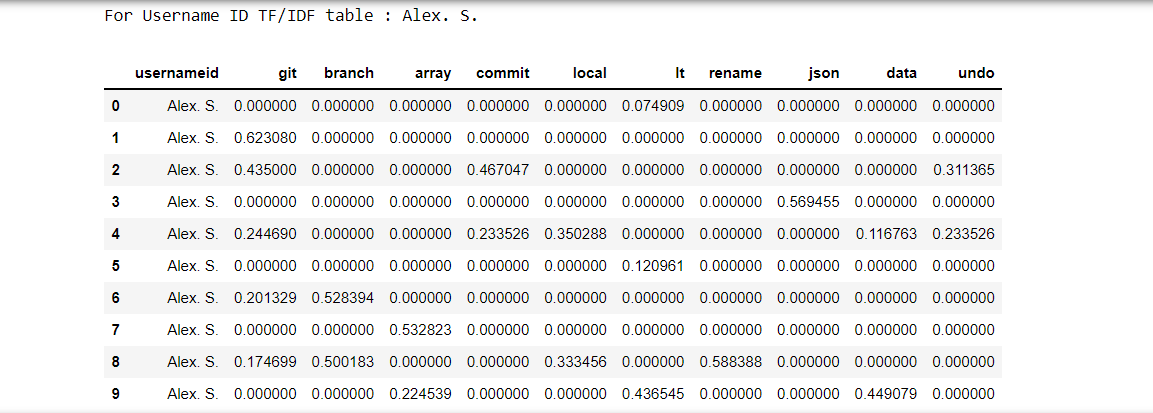 For Username ID TF/IDF table : Alex. S.
usernameid git branch array commit local lt rename json data undo
0 Alex. S. 0.000000 0.000000 0.000000 0.000000 0.000000 0.074909 0.000000 0.000000 0.000000 0.000000
1 Alex. S. 0.623080 0.000000 0.000000 0.000000 0.000000 0.000000 0.000000 0.000000 0.000000 0.000000
2 Alex. S. 0.435000 0.000000 0.000000 0.467047 0.000000 0.000000 0.000000 0.000000 0.000000 0.311365
3 Alex. S. 0.000000 0.000000 0.000000 0.000000 0.000000 0.000000 0.000000 0.569455 0.000000 0.000000
4 Alex. S. 0.244690 0.000000 0.000000 0.233526 0.350288 0.000000 0.000000 0.000000 0.116763 0.233526
5 Alex. S. 0.000000 0.000000 0.000000 0.000000 0.000000 0.120961 0.000000 0.000000 0.000000 0.000000
6 Alex. S. 0.201329 0.528394 0.000000 0.000000 0.000000 0.000000 0.000000 0.000000 0.000000 0.000000
7 Alex. S. 0.000000 0.000000 0.532823 0.000000 0.000000 0.000000 0.000000 0.000000 0.000000 0.000000
8 Alex. S. 0.174699 0.500183 0.000000 0.000000 0.333456 0.000000 0.588388 0.000000 0.000000 0.000000
9 Alex. S. 0.000000 0.000000 0.224539 0.000000 0.000000 0.436545 0.000000 0.000000 0.449079 0.000000